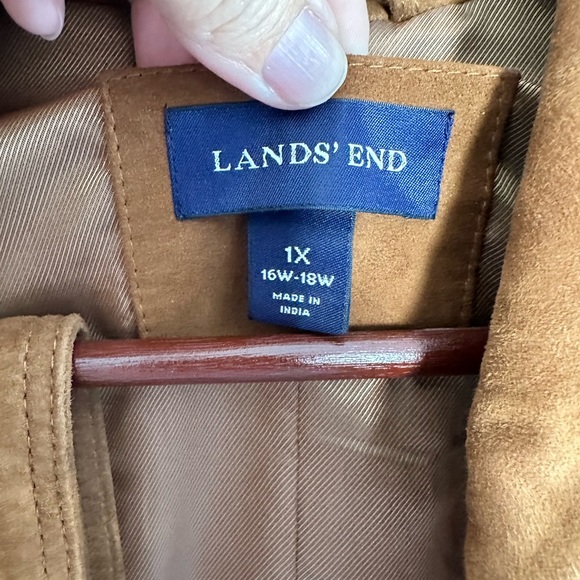 LANDS' END
1X
16W-18W
MADE IN
INDIA